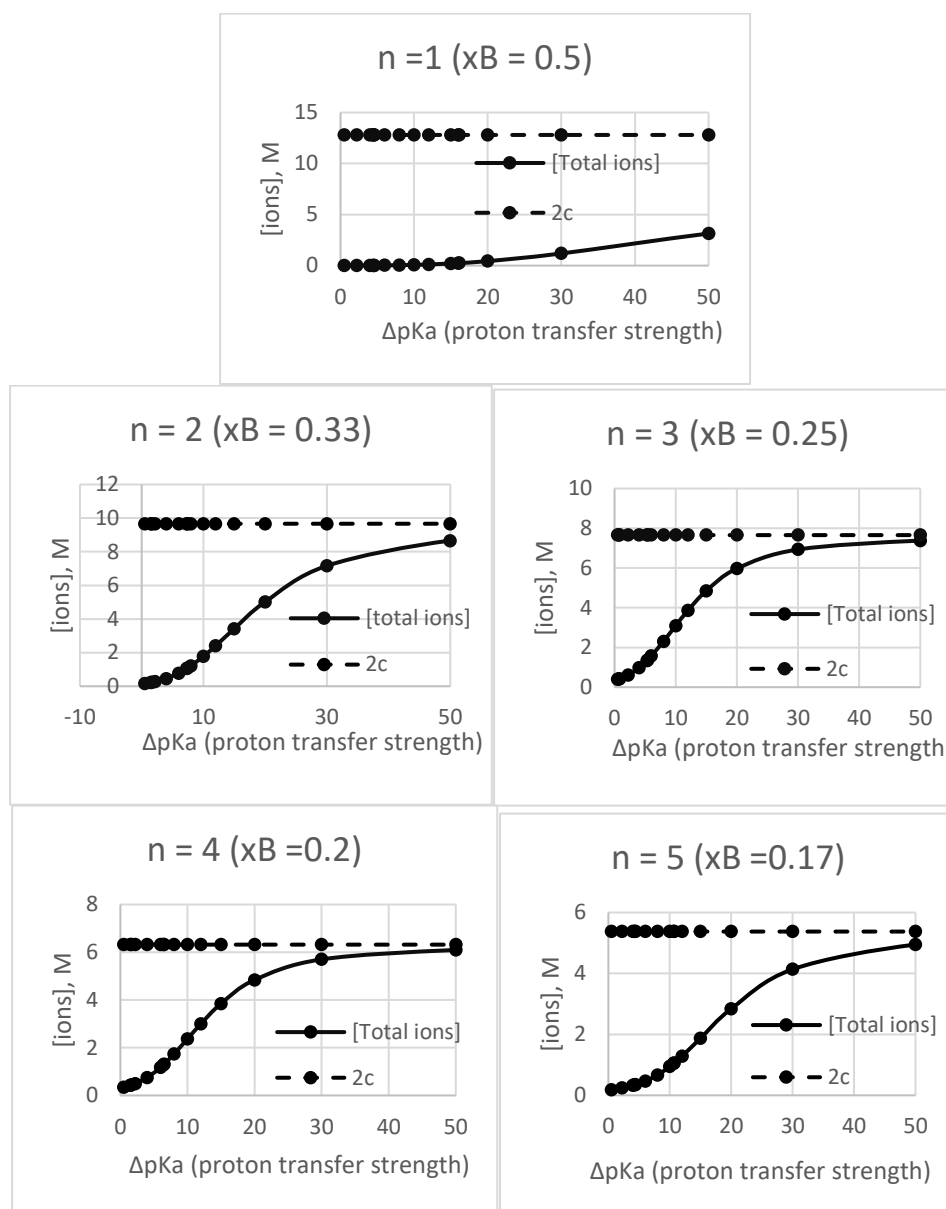 n =1 (xB = 0.5)
15
10
5
0
[ions], M
[Total ions]
2c
0 10 20 30 40 50
ΔpKa (proton transfer strength)
n = 2 (xB = 0.33)
12
10
8
6
4
2
0
[ions], M
[total ions]
2c
-10 10 30 50
ΔpKa (proton transfer strength)
n = 3 (xB = 0.25)
10
8
6
4
2
0
[ions], M
[Total ions]
2c
0 10 20 30 40 50
ΔpKa (proton transfer strength
n = 4 (xB =0.2)
8
6
4
2
0
[ions], M
[Total ions]
2c
0 10 20 30 40 50
ΔpKa (proton transfer strength)
n = 5 (xB =0.17)
6
4
2
0
[ions], M
[Total ions]
2c
0 10 20 30 40 50
ΔpKa (proton transfer strength)